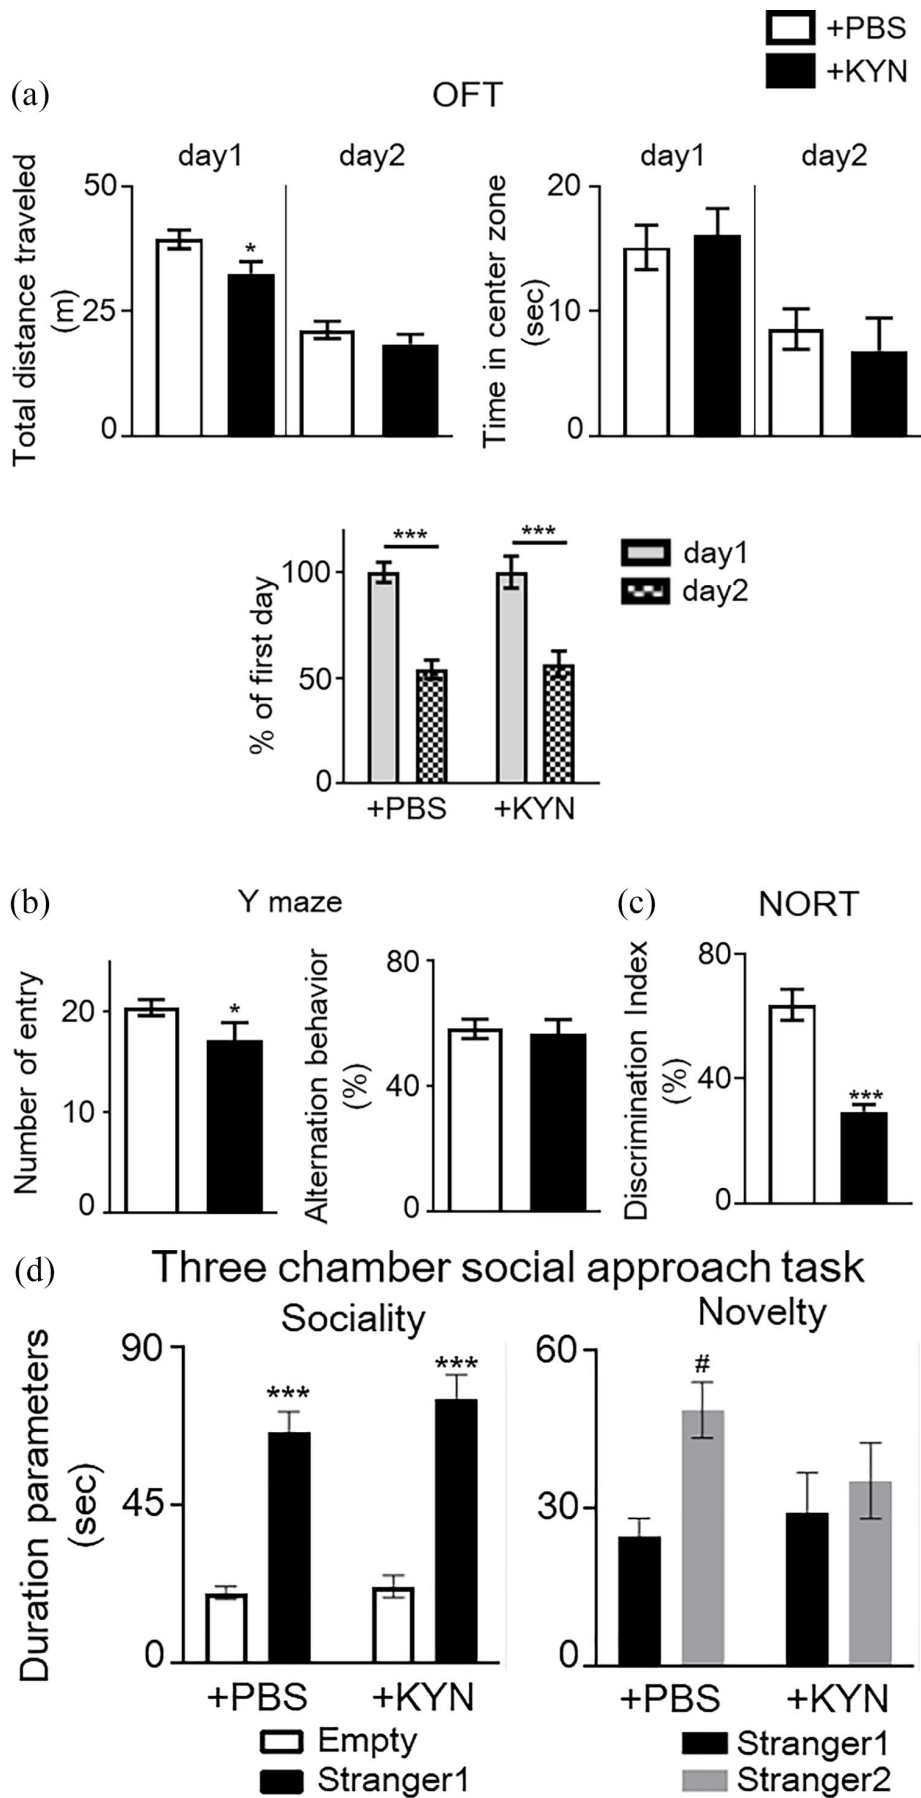 +PBS
+KYN
(a)
OFT
day1
day2
Total distance traveled
(m)
50
25
0
*
day1
day2
Time in center zone
(sec)
20
10
0
% of first day
100
50
0
***
***
+PBS
+KYN
day1
day2
(b)
Y maze
Number of entry
20
10
0
*
Alternation behavior
(%)
80
40
0
(c)
NORT
Discrimination Index
(%)
80
40
0
***
(d)
Three chamber social approach task
Sociality
Duration parameters
(sec)
90
45
0
***
***
+PBS
+KYN
Empty
Stranger1
Novelty
60
30
0
#
+PBS
+KYN
Stranger1
Stranger2